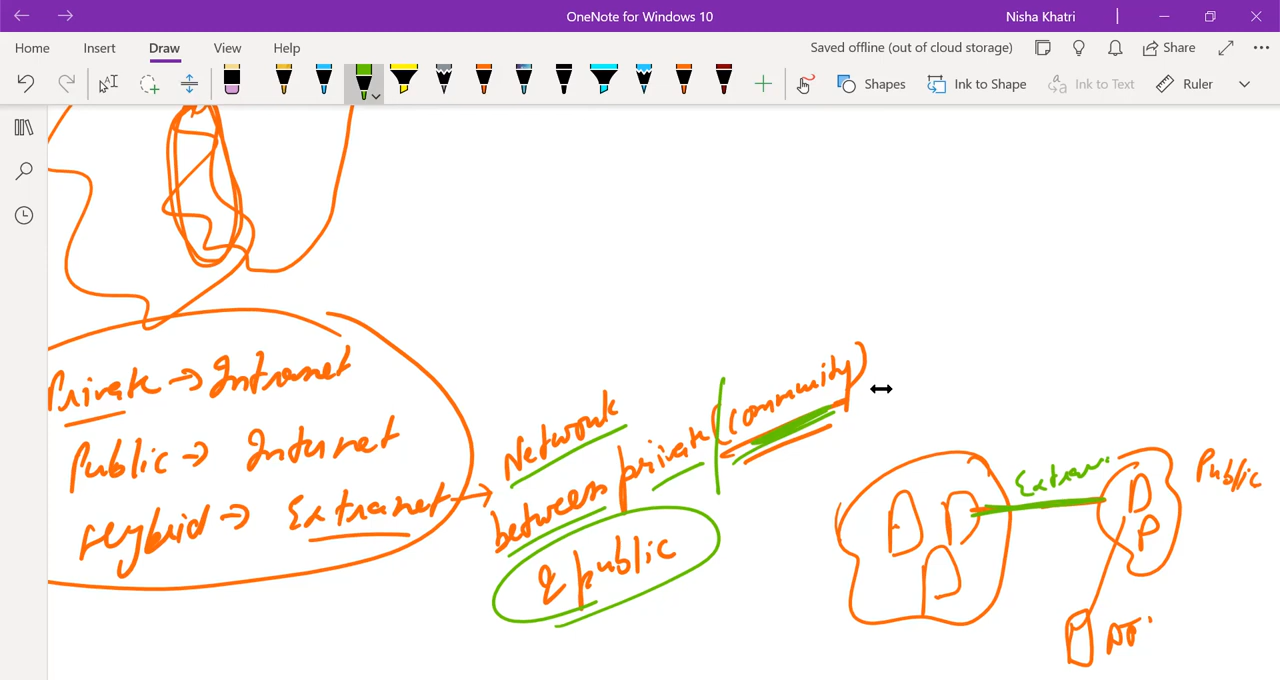 OneNote for Windows 10
Nisha Khatri
Home Insert Draw View Help
Saved offline (out of cloud storage)
Share
Shapes
Ink to Shape
Ink to Text
Ruler
Private → Intranet
Public → Internet
Hybrid → Extranet →
Network
between private (community)
& public
Extran
Public